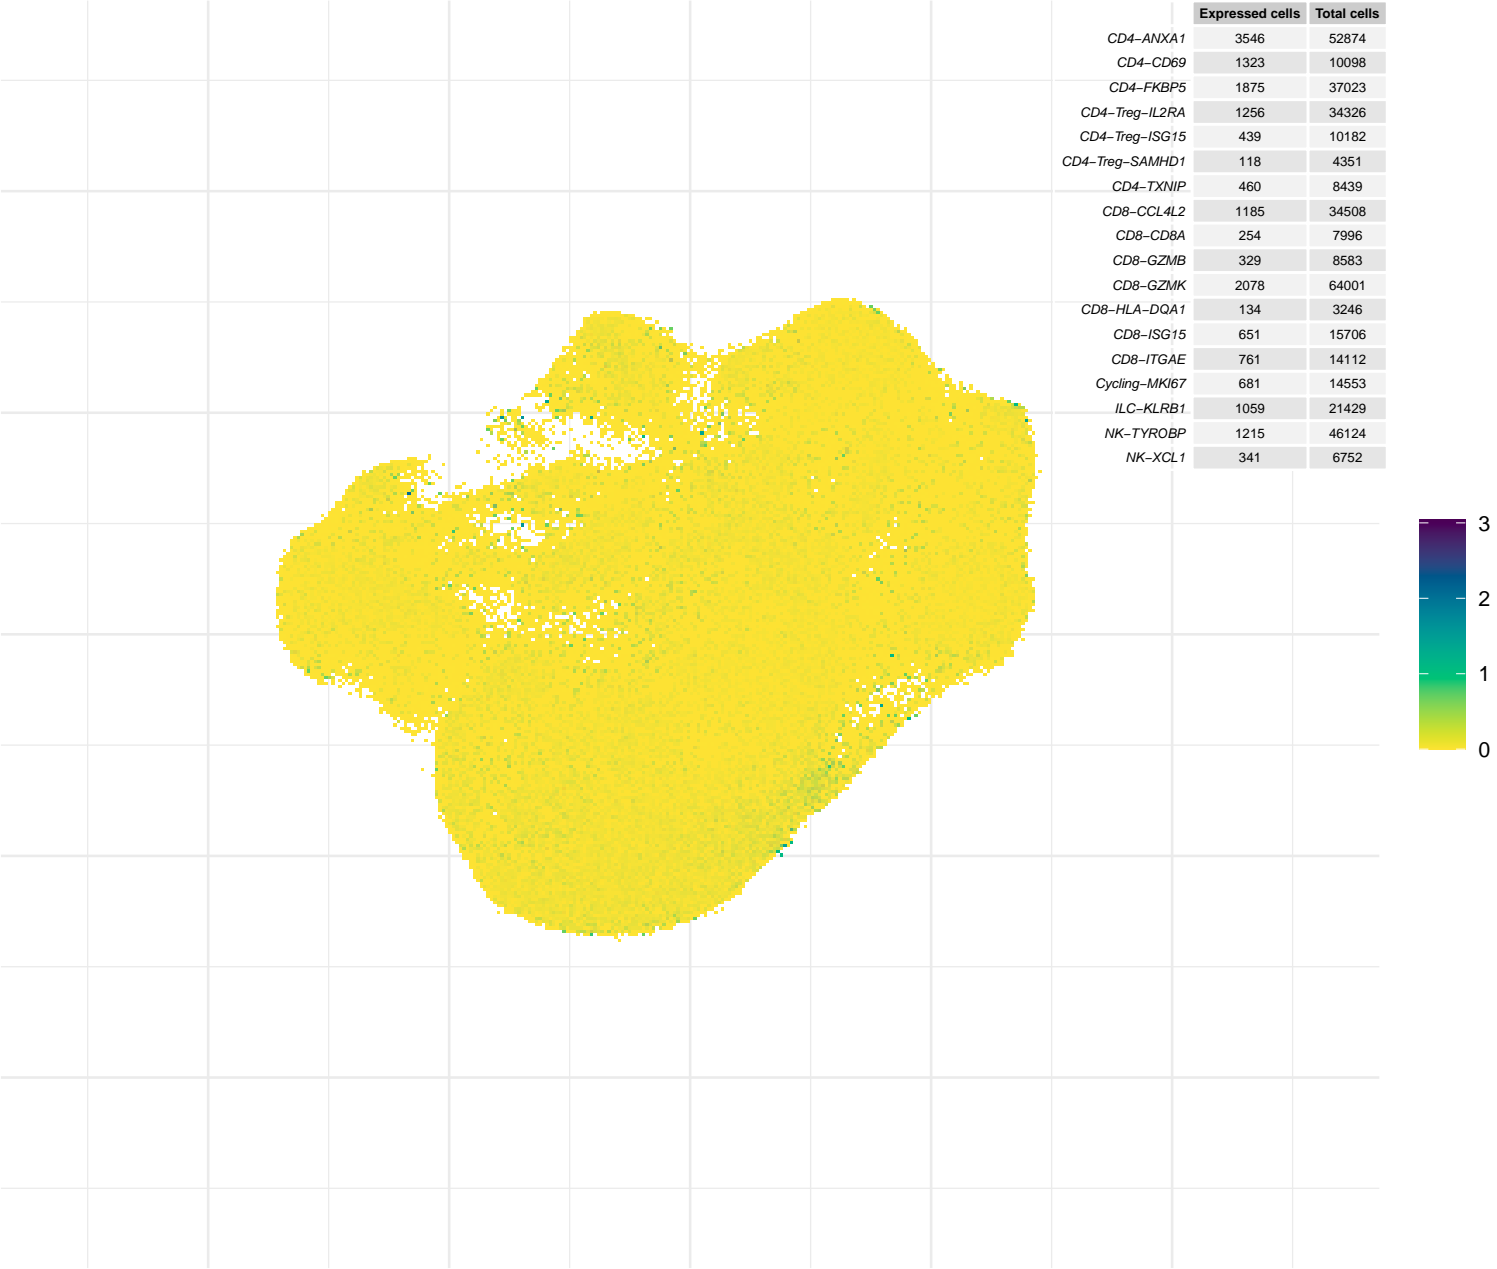 Expressed cells Total cells
CD4−ANXA1 3546 52874
CD4−CD69 1323 10098
CD4−FKBP5 1875 37023
CD4−Treg−IL2RA 1256 34326
CD4−Treg−ISG15 439 10182
CD4−Treg−SAMHD1 118 4351
CD4−TXNIP 460 8439
CD8−CCL4L2 1185 34508
CD8−CD8A 254 7996
CD8−GZMB 329 8583
CD8−GZMK 2078 64001
CD8−HLA−DQA1 134 3246
CD8−ISG15 651 15706
CD8−ITGAE 761 14112
Cycling−MKI67 681 14553
ILC−KLRB1 1059 21429
NK−TYROBP 1215 46124
NK−XCL1 341 6752
3
2
1
0